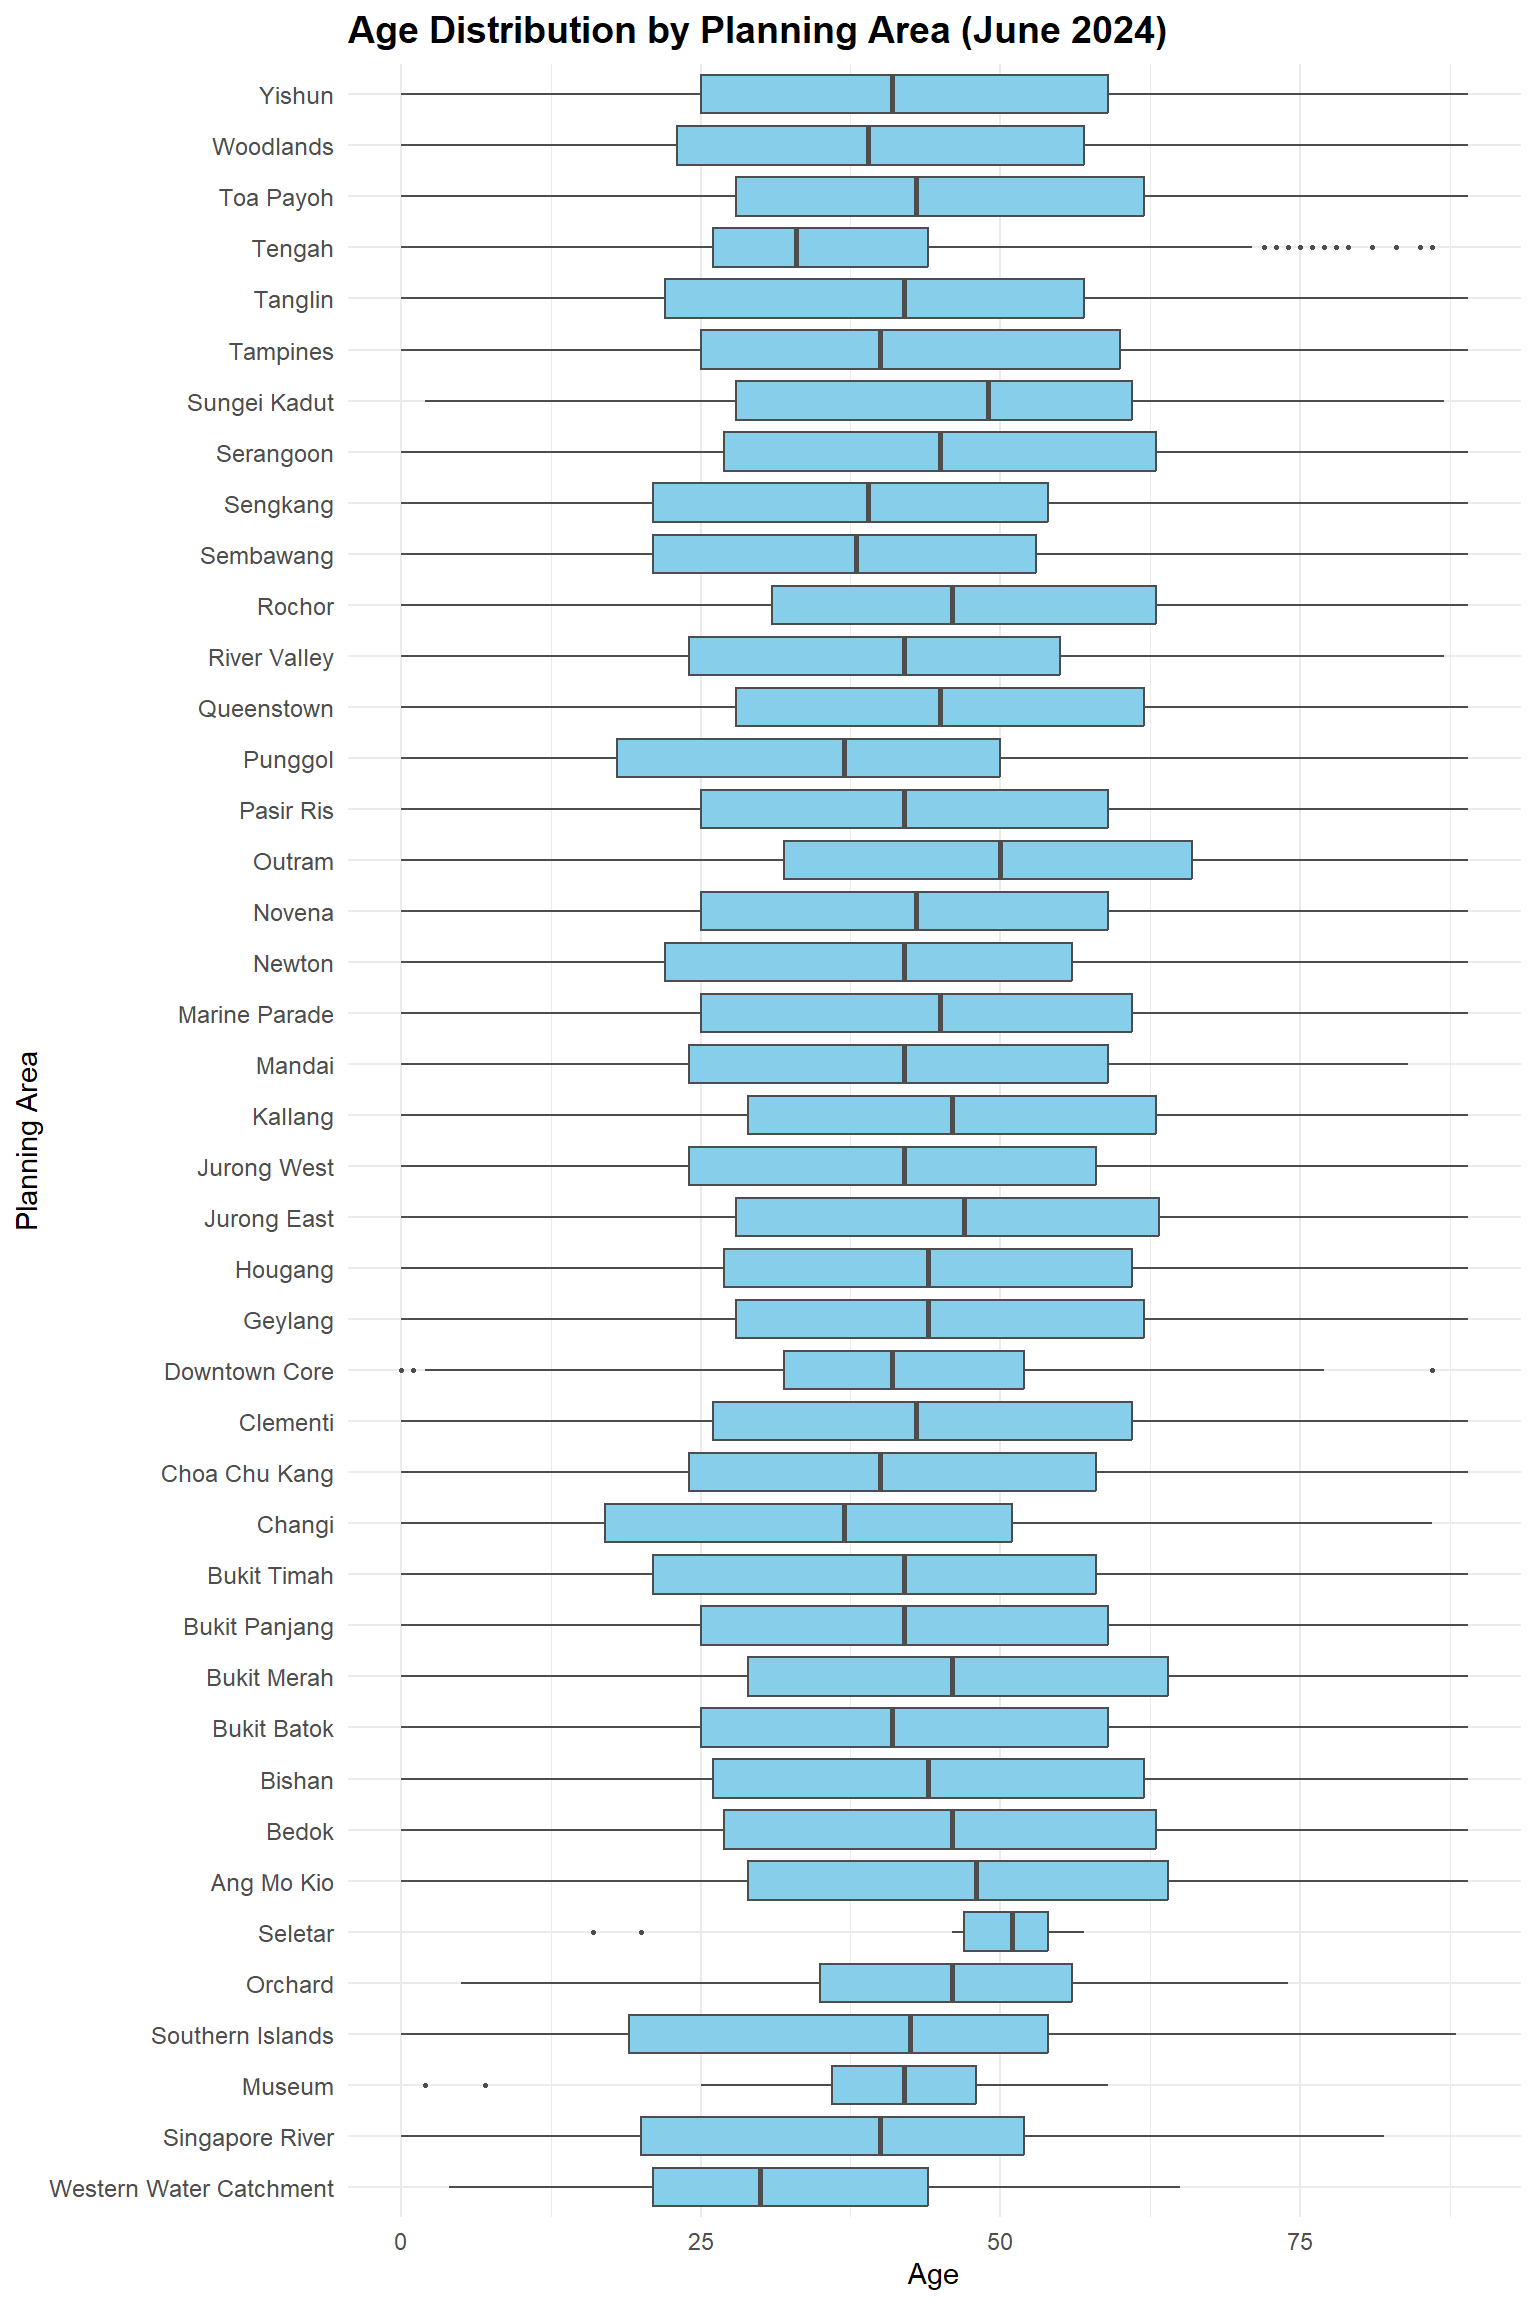 Age Distribution by Planning Area (June 2024)
Yishun
Woodlands
Toa Payoh
Tengah
Tanglin
Tampines
Sungei Kadut
Serangoon
Sengkang
Sembawang
Rochor
River Valley
Queenstown
Punggol
Pasir Ris
Outram
Novena
Newton
Marine Parade
Mandai
Kallang
Jurong West
Jurong East
Hougang
Geylang
Downtown Core
Clementi
Choa Chu Kang
Changi
Bukit Timah
Bukit Panjang
Bukit Merah
Bukit Batok
Bishan
Bedok
Ang Mo Kio
Seletar
Orchard
Southern Islands
Museum
Singapore River
Western Water Catchment
Planning Area
0 25 50 75
Age